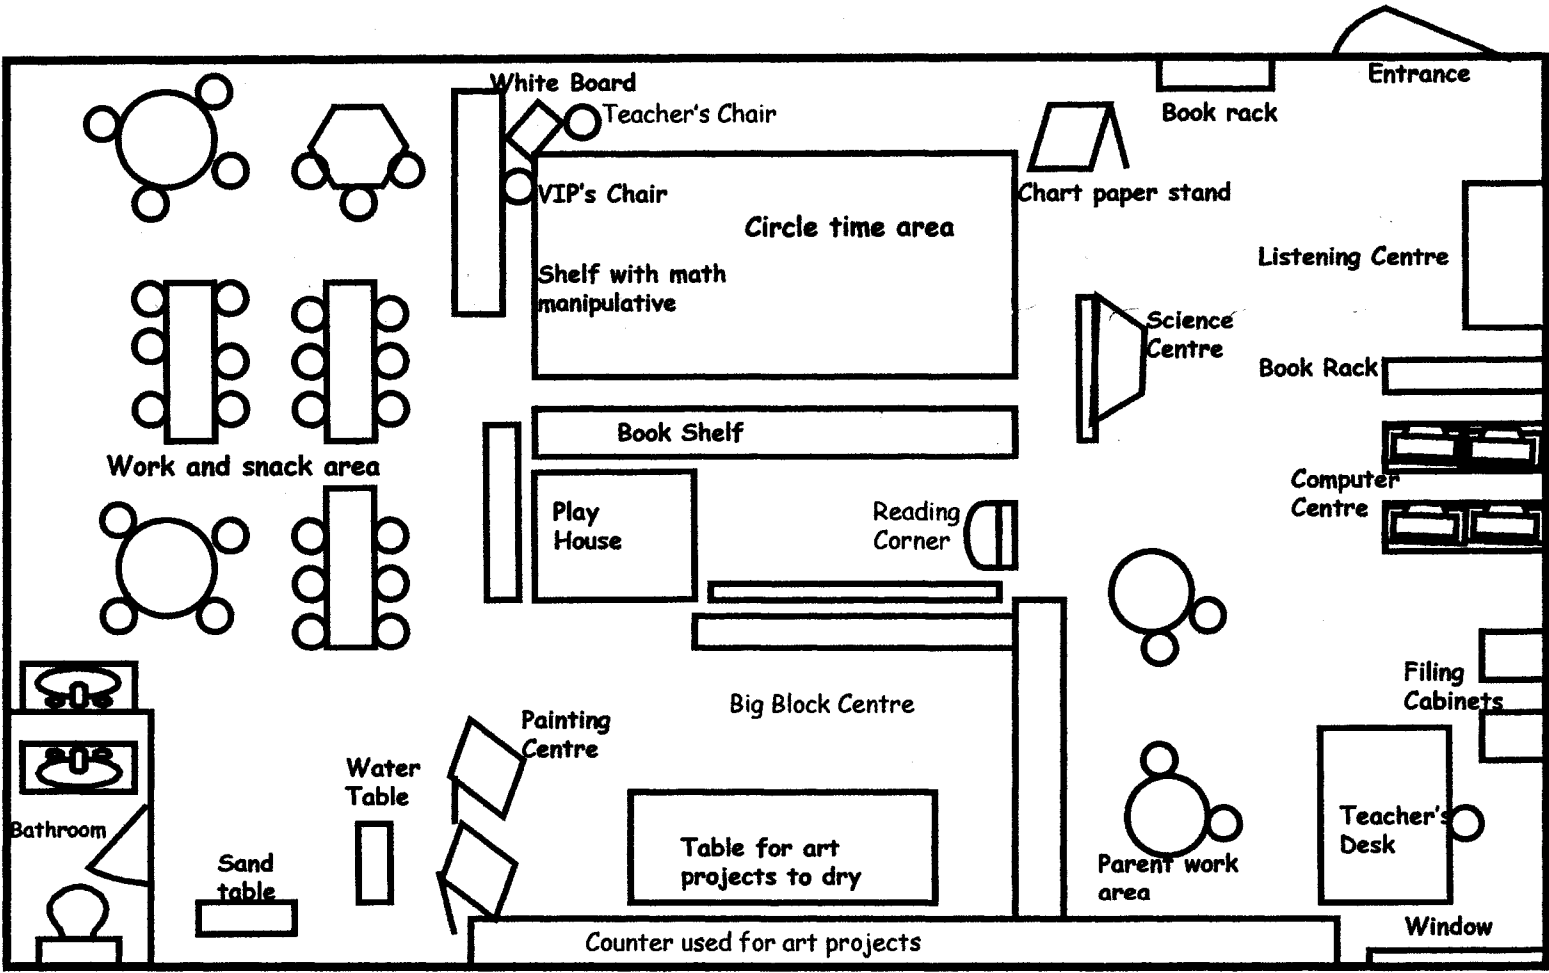 Entrance
White Board
Teacher's Chair
Book rack
VIP's Chair
Chart paper stand
Circle time area
Listening Centre
Shelf with math
manipulative
Science
Centre
Book Rack
Book Shelf
Work and snack area
Computer
Centre
Play
House
Reading
Corner
Filing
Cabinets
Big Block Centre
Painting
Centre
Water
Table
Bathroom
Teacher's
Desk
Table for art
projects to dry
Sand
table
Parent work
area
Window
Counter used for art projects